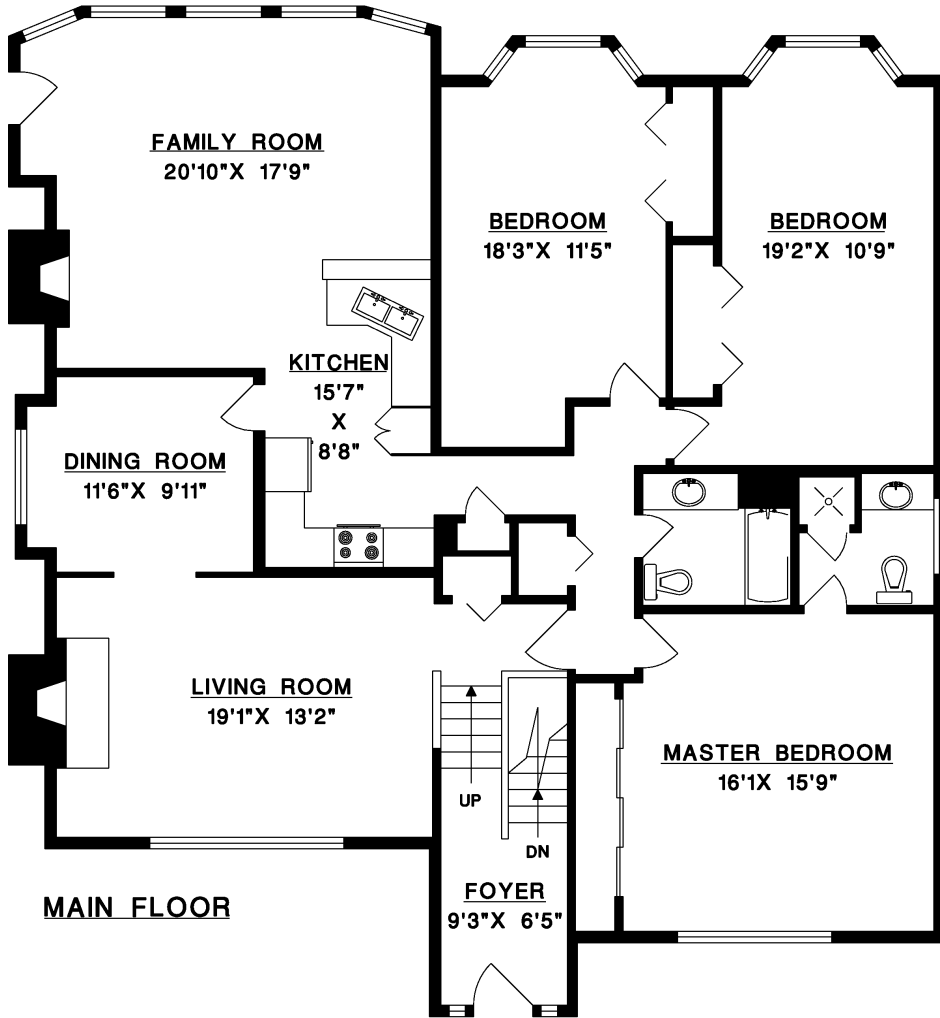 FAMILY ROOM
20'10"X 17'9"
BEDROOM
18'3"X 11'5"
BEDROOM
19'2"X 10'9"
KITCHEN
15'7"
X
8'8"
DINING ROOM
11'6"X 9'11"
LIVING ROOM
19'1"X 13'2"
MASTER BEDROOM
16'1X 15'9"
UP
DN
FOYER
9'3"X 6'5"
MAIN FLOOR